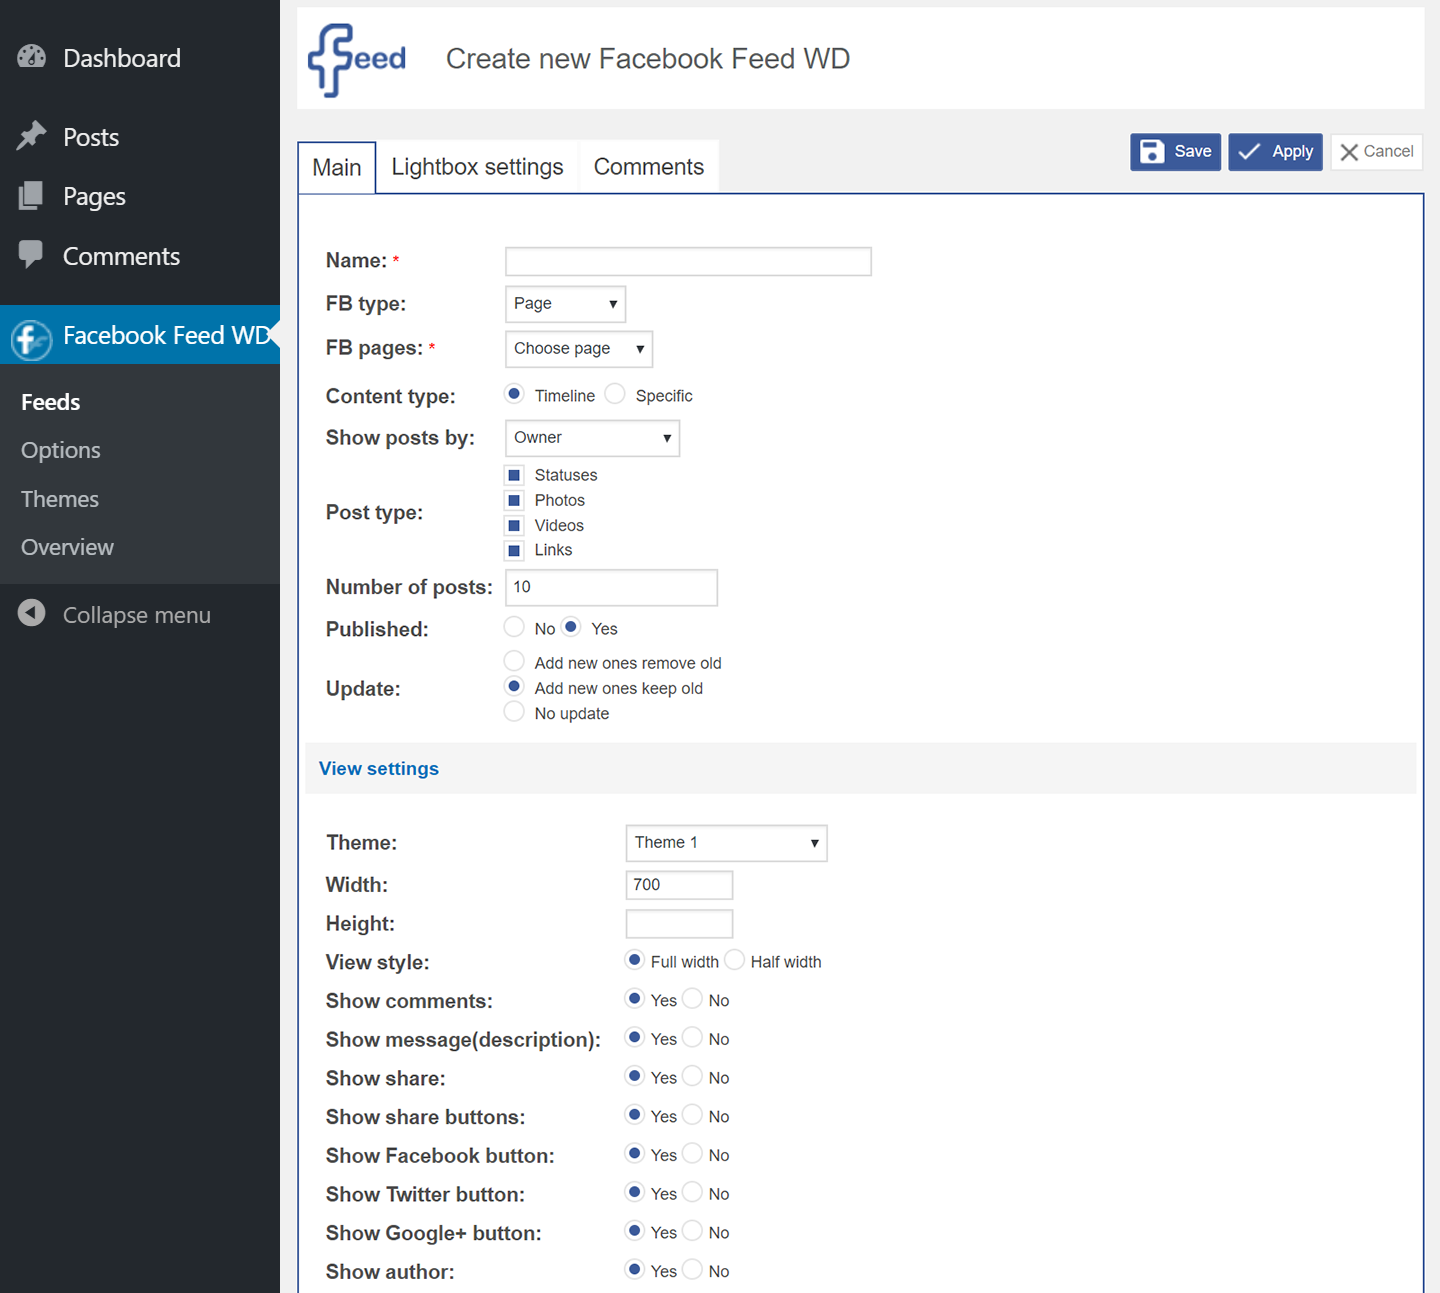 Dashboard
Posts
Pages
Comments
Facebook Feed WD
Feeds
Options
Themes
Overview
Collapse menu
feed
Create new Facebook Feed WD
Main
Lightbox settings
Comments
Save
Apply
Cancel
Name: *
FB type: Page
FB pages: * Choose page
Content type: Timeline Specific
Show posts by: Owner
Post type:
Statuses
Photos
Videos
Links
Number of posts: 10
Published: No Yes
Update:
Add new ones remove old
Add new ones keep old
No update
View settings
Theme: Theme 1
Width: 700
Height:
View style: Full width Half width
Show comments: Yes No
Show message(description): Yes No
Show share: Yes No
Show share buttons: Yes No
Show Facebook button: Yes No
Show Twitter button: Yes No
Show Google+ button: Yes No
Show author: Yes No